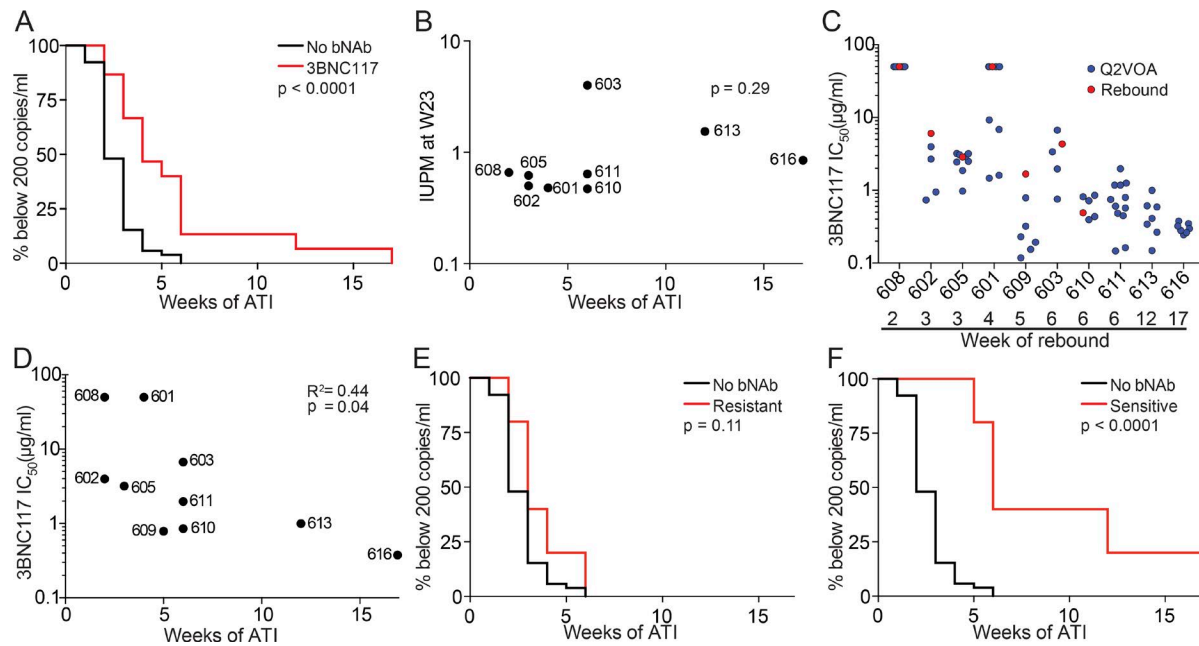 A
% below 200 copies/ml
100
75
50
25
0
0
5
10
15
Weeks of ATI
No bNAb
3BNC117
p < 0.0001
B
IUPM at W23
10
1
0.1
0
5
10
15
Weeks of ATI
p = 0.29
603
613
616
608
605
602
601
611
610
C
3BNC117 IC50(µg/ml)
100
10
1
0.1
Q2VOA
Rebound
608 602 605 601 609 603 610 611 613 616
2 3 3 4 5 6 6 6 12 17
Week of rebound
D
3BNC117 IC50(µg/ml)
100
10
1
0.1
0
5
10
15
Weeks of ATI
R2= 0.44
p = 0.04
608
601
602
605
603
611
609
610
613
616
E
% below 200 copies/ml
100
75
50
25
0
0
5
10
15
Weeks of ATI
No bNAb
Resistant
p = 0.11
F
% below 200 copies/ml
100
75
50
25
0
0
5
10
15
Weeks of ATI
No bNAb
Sensitive
p < 0.0001